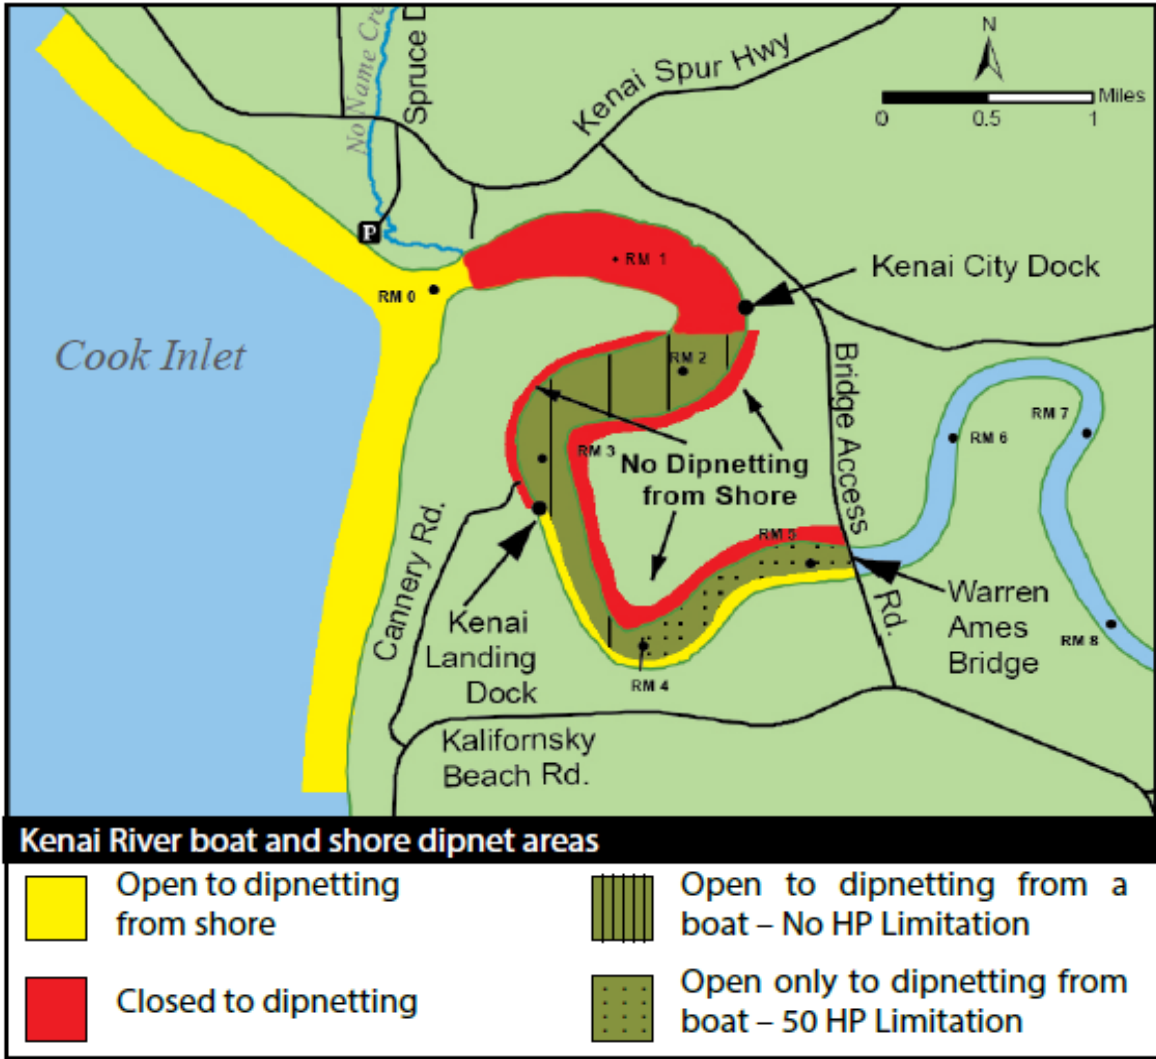 No Name Cre
Spruce D
Kenai Spur Hwy
N
Miles
0 0.5 1
P
RM 1
Kenai City Dock
RM 0
Cook Inlet
RM 2
Bridge Access
Rd.
RM 7
RM 6
RM 3
No Dipnetting
from Shore
Cannery Rd.
RM 5
Kenai
Landing
Dock
Warren
Ames
Bridge
RM 8
RM 4
Kalifornsky
Beach Rd.
Kenai River boat and shore dipnet areas
Open to dipnetting
from shore
Open to dipnetting from a
boat – No HP Limitation
Closed to dipnetting
Open only to dipnetting from
boat – 50 HP Limitation